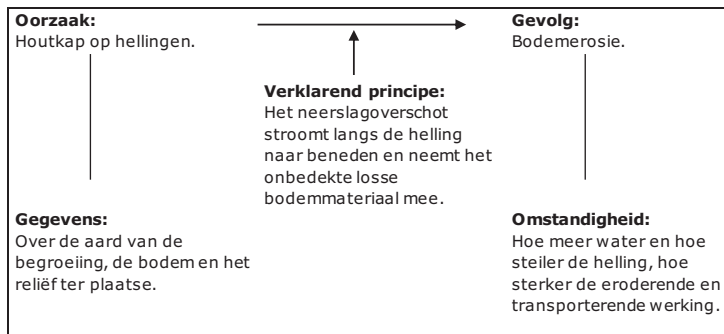 Oorzaak:
Houtkap op hellingen.
Gevolg:
Bodemerosie.
Verklarend principe:
Het neerslagoverschot
stroomt langs de helling
naar beneden en neemt het
onbedekte losse
bodemmateriaal mee.
Gegevens:
Over de aard van de
begroeiing, de bodem en het
reliëf ter plaatse.
Omstandigheid:
Hoe meer water en hoe
steiler de helling, hoe
sterker de eroderende en
transporterende werking.